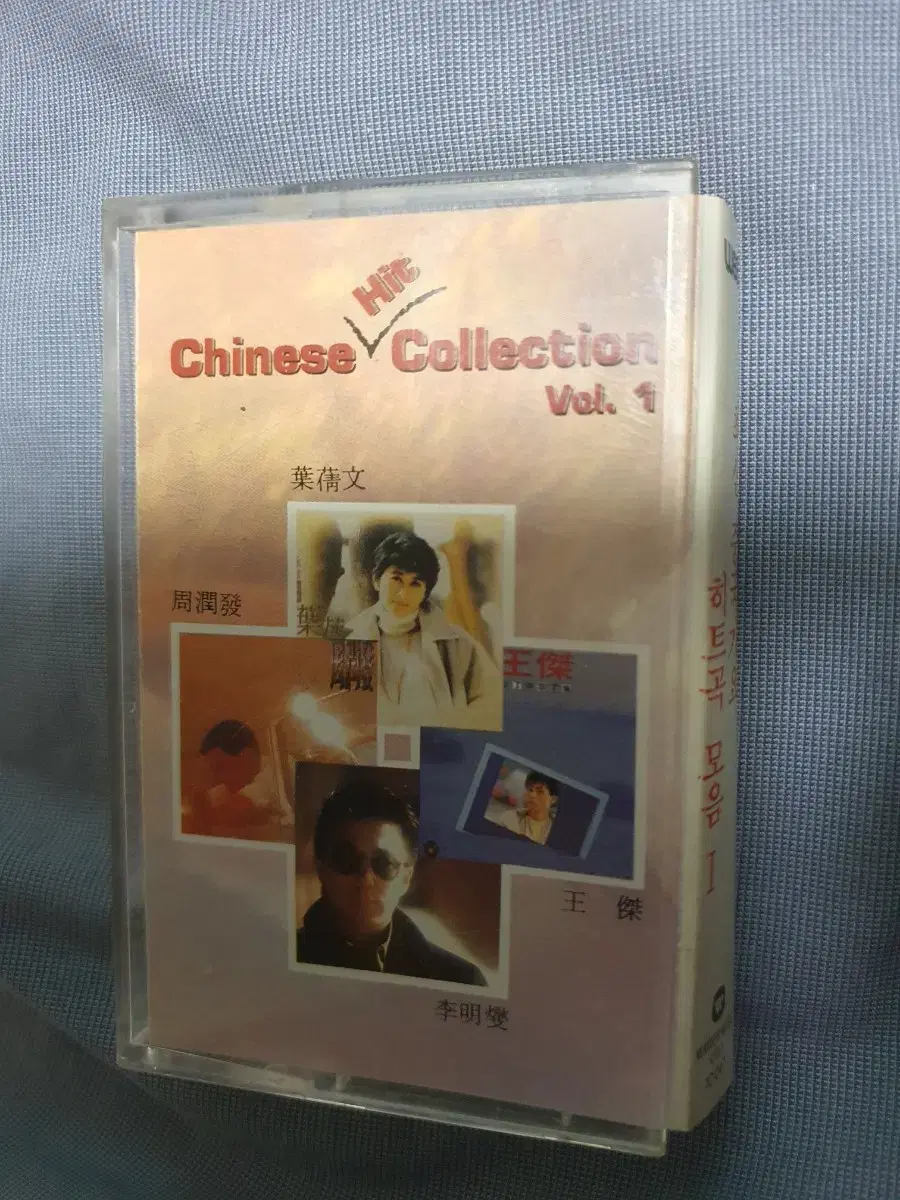 Hit
Chinese Collection
Vol. 1
葉蒨文
周潤發
王傑
王 傑
李明燮
히트곡 모음 I